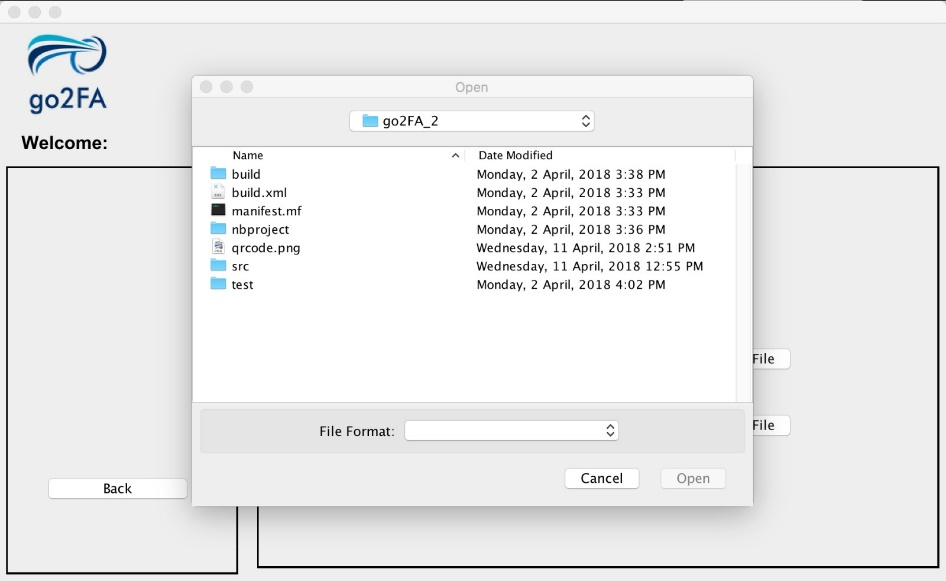 go2FA
Welcome:
Open
go2FA_2
Name Date Modified
build Monday, 2 April, 2018 3:38 PM
build.xml Monday, 2 April, 2018 3:33 PM
manifest.mf Monday, 2 April, 2018 3:33 PM
nbproject Monday, 2 April, 2018 3:36 PM
qrcode.png Wednesday, 11 April, 2018 2:51 PM
src Wednesday, 11 April, 2018 12:55 PM
test Monday, 2 April, 2018 4:02 PM
File
File Format:
File
Cancel Open
Back